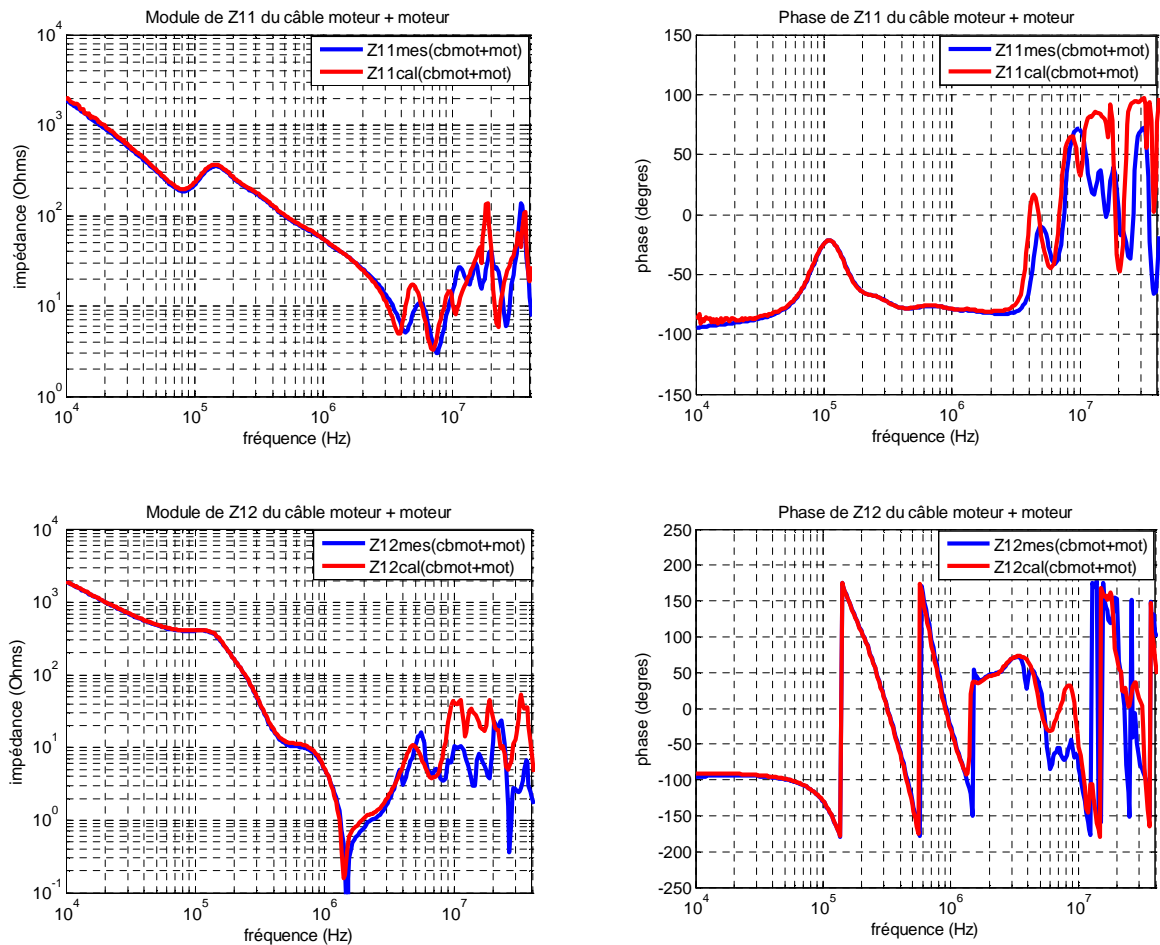 Module de Z11 du câble moteur + moteur
10^4
10^3
10^2
10^1
10^0
impédance (Ohms)
Z11mes(cbmot+mot)
Z11cal(cbmot+mot)
10^4 10^5 10^6 10^7
fréquence (Hz)
Phase de Z11 du câble moteur + moteur
150
100
50
0
-50
-100
-150
phase (degres)
Z11mes(cbmot+mot)
Z11cal(cbmot+mot)
10^4 10^5 10^6 10^7
fréquence (Hz)
Module de Z12 du câble moteur + moteur
10^4
10^3
10^2
10^1
10^0
10^-1
impédance (Ohms)
Z12mes(cbmot+mot)
Z12cal(cbmot+mot)
10^4 10^5 10^6 10^7
fréquence (Hz)
Phase de Z12 du câble moteur + moteur
250
200
150
100
50
0
-50
-100
-150
-200
-250
phase (degres)
Z12mes(cbmot+mot)
Z12cal(cbmot+mot)
10^4 10^5 10^6 10^7
fréquence (Hz)